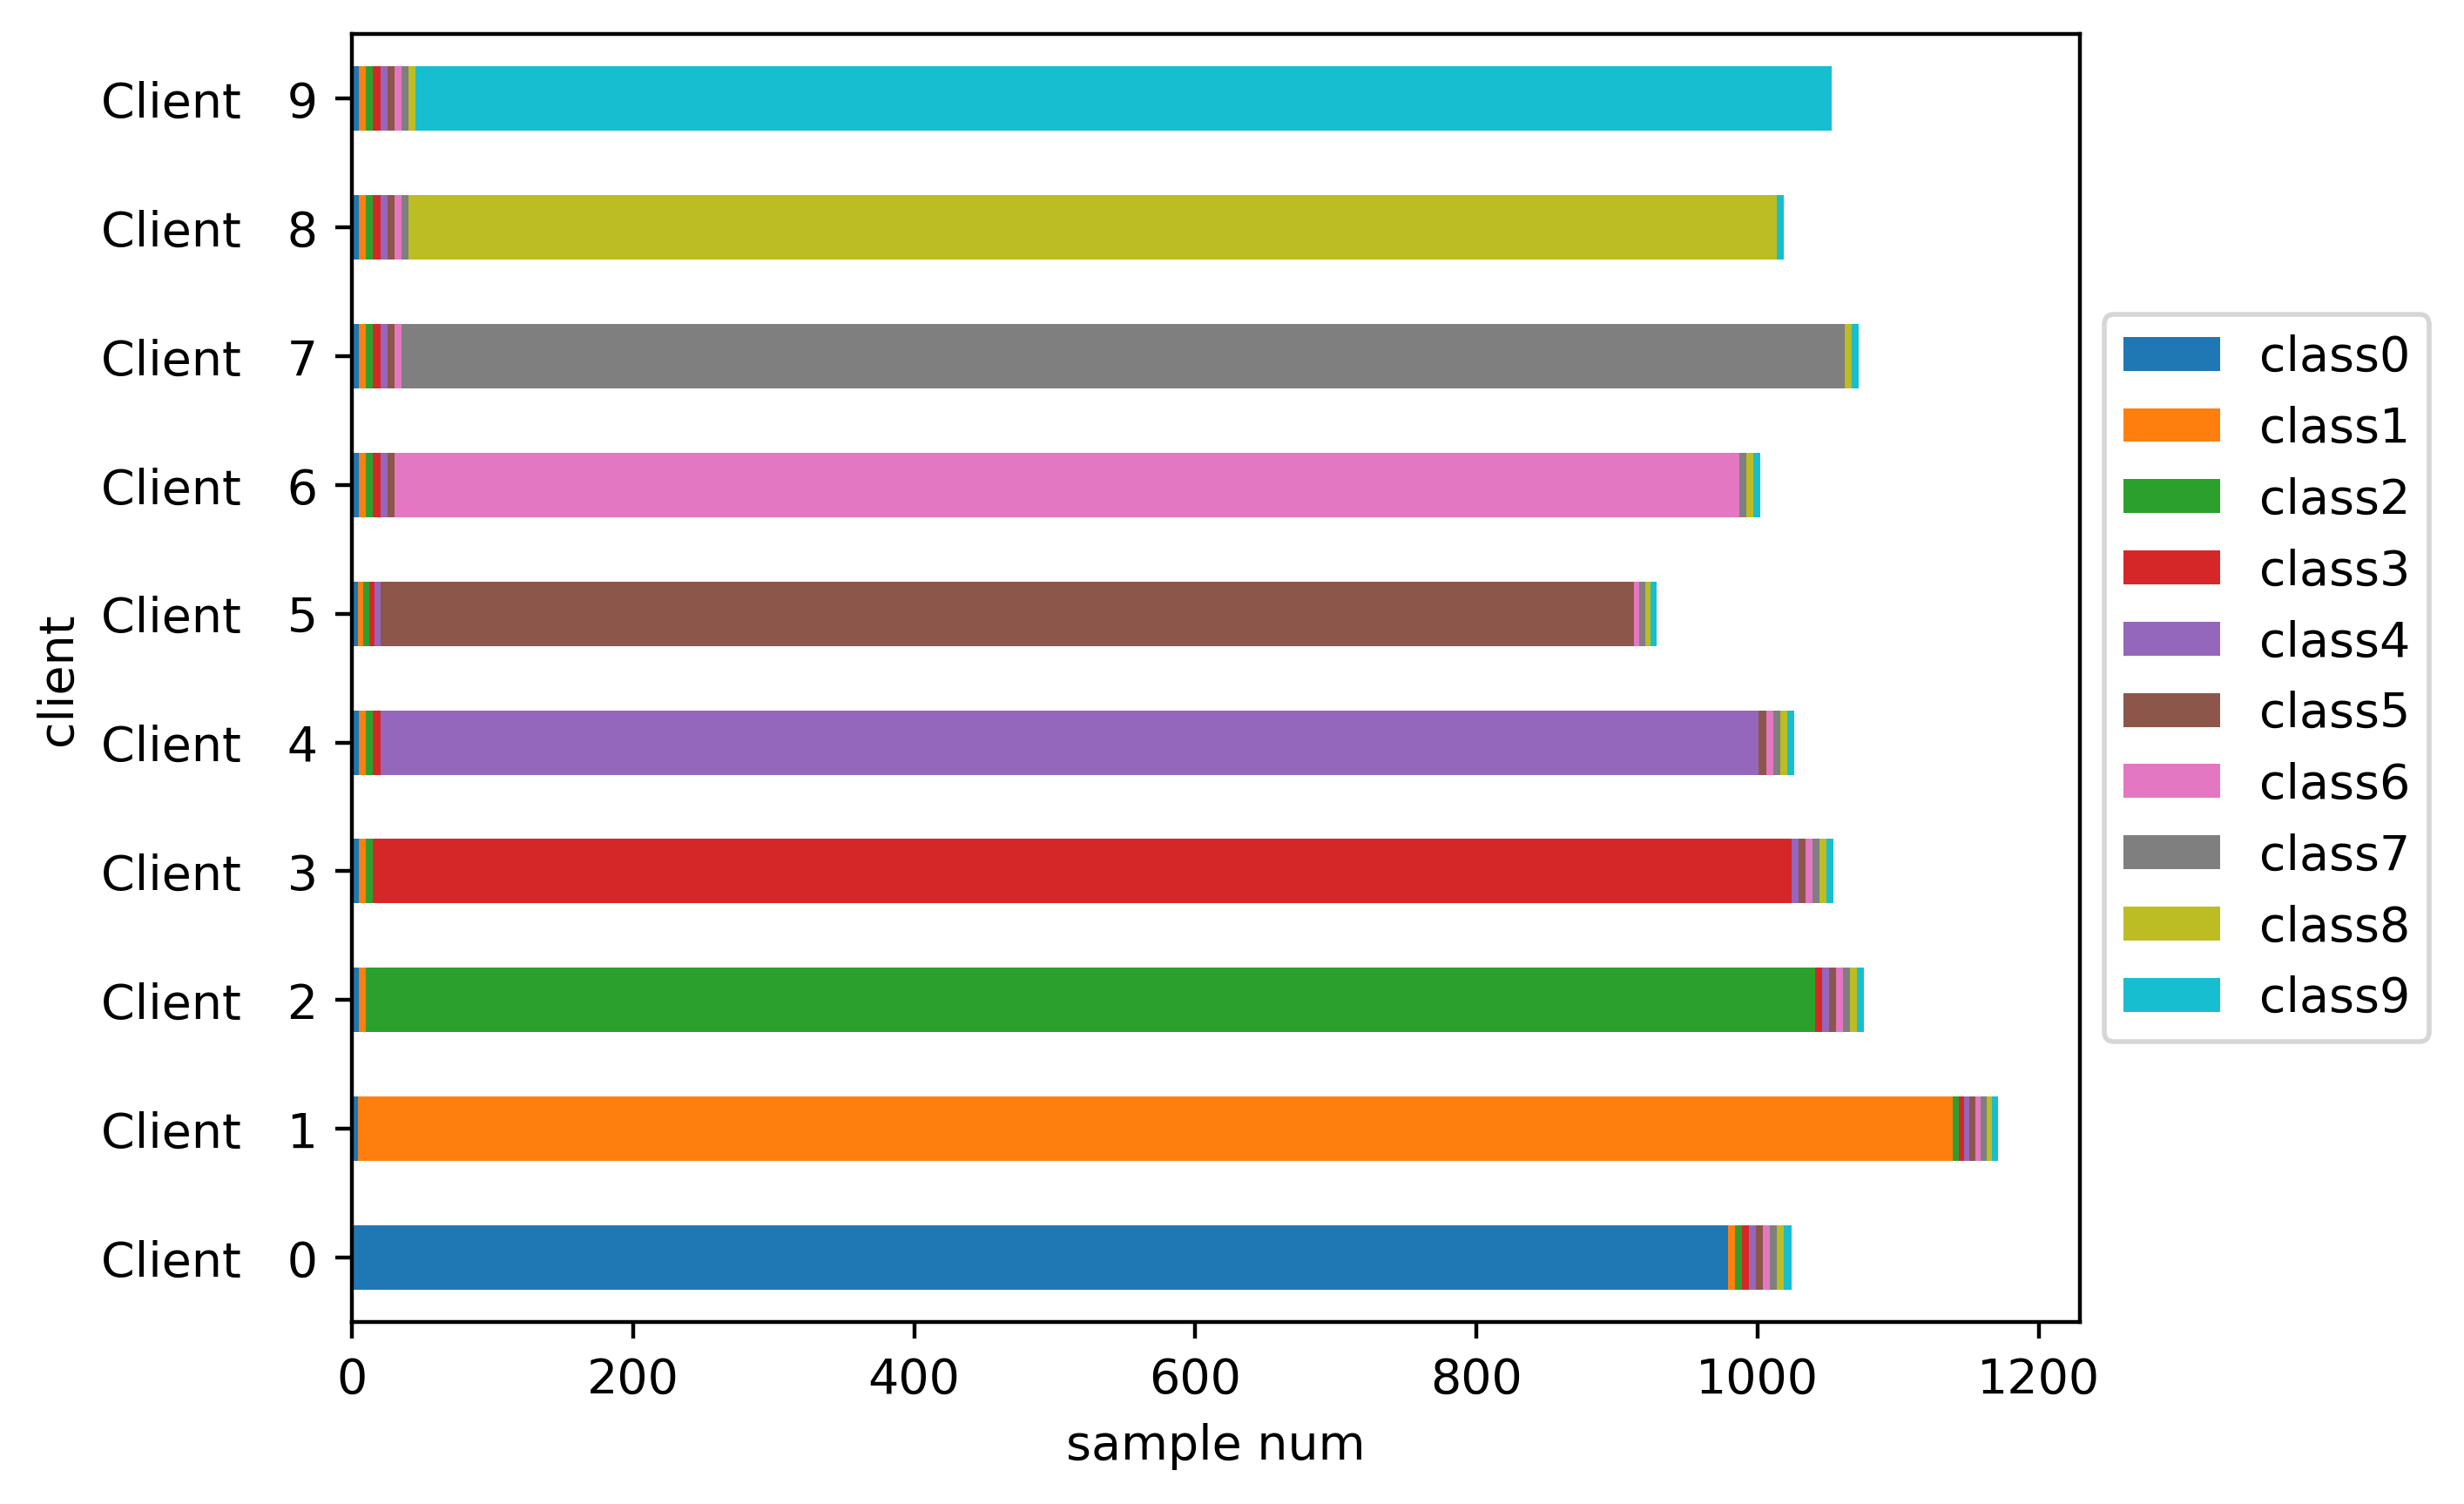 Client 9
Client 8
Client 7
Client 6
Client 5
Client 4
Client 3
Client 2
Client 1
Client 0
client
0 200 400 600 800 1000 1200
sample num
class0
class1
class2
class3
class4
class5
class6
class7
class8
class9